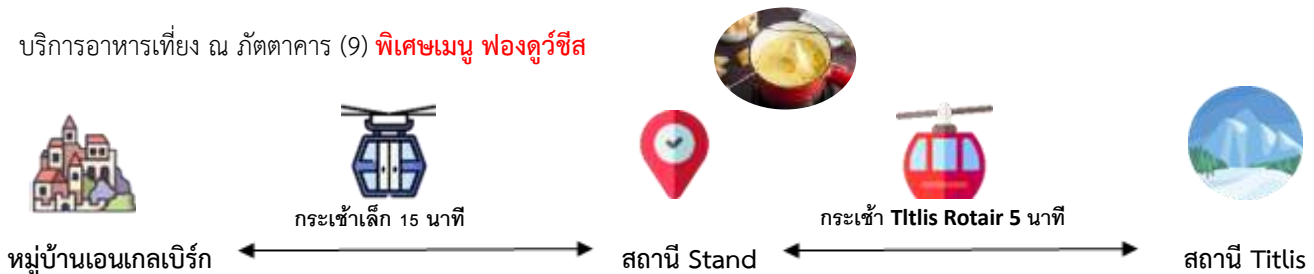 บริการอาหารเที่ยง ณ ภัตตาคาร (9) พิเศษเมนู ฟองดูว์ชีส
กระเช้าเล็ก 15 นาที
กระเช้า Tltlis Rotair 5 นาที
หมู่บ้านเอนเกลเบิร์ก
สถานี Stand
สถานี Titlis